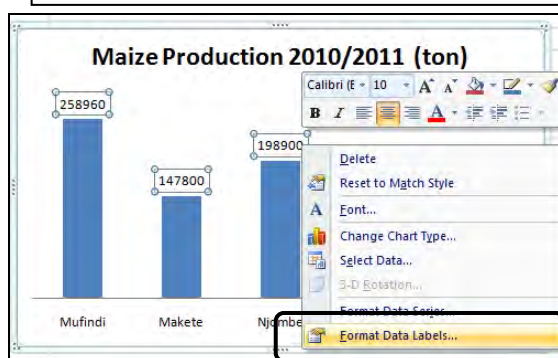 Maize Production 2010/2011 (ton)
Calibri (E 10 A A
B I A
258960
198900
147800
Delete
Reset to Match Style
A Font...
Change Chart Type...
Select Data...
3-D Rotation...
Format Data Series...
Format Data Labels...
Mufindi Makete Njombe